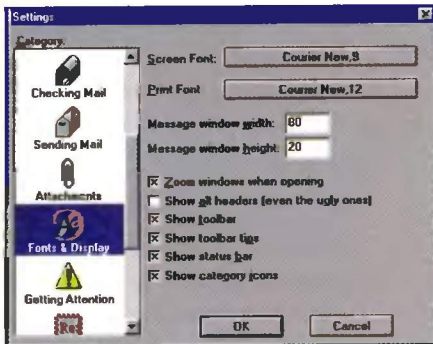 Settings
Category:
Checking Mail
Sending Mail
Attachments
Fonts & Display
Getting Attention
Re:
Screen Font: Courier New,9
Print Font Courier New,12
Message window width: 80
Message window height: 20
Zoom windows when opening
Show all headers (even the ugly ones)
Show toolbar
Show toolbar tips
Show status bar
Show category icons
OK Cancel